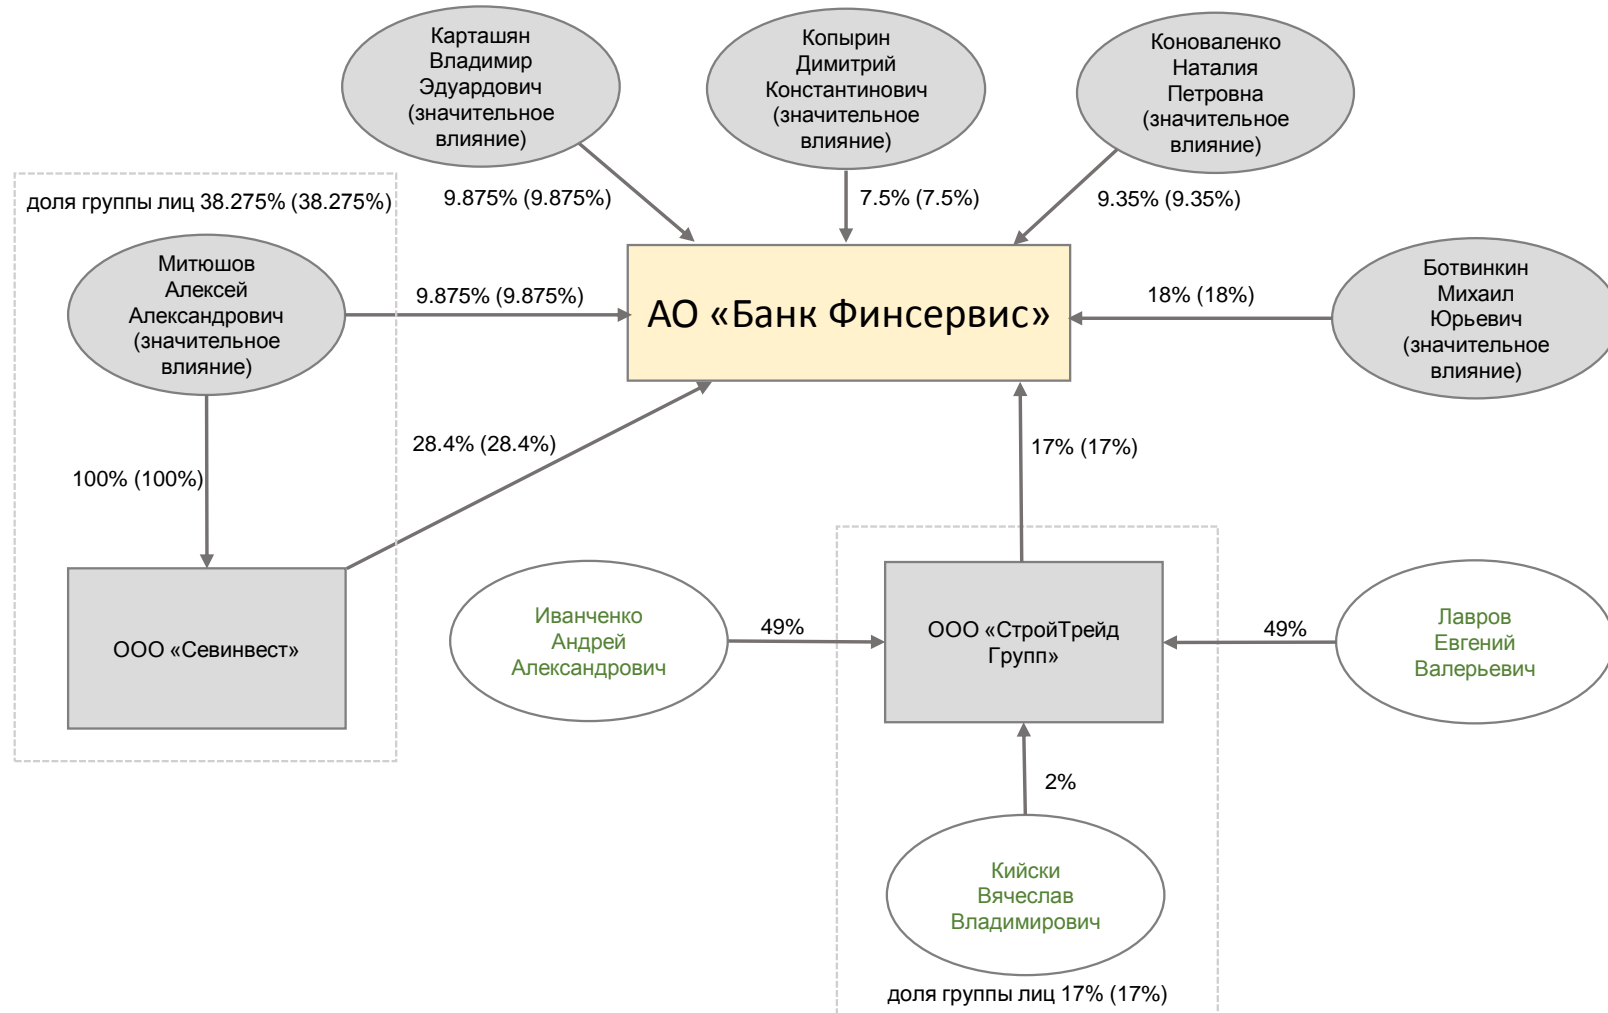 Карташян
Владимир
Эдуардович
(значительное
влияние)
Копырин
Димитрий
Константинович
(значительное
влияние)
Коноваленко
Наталия
Петровна
(значительное
влияние)
доля группы лиц 38.275% (38.275%)
9.875% (9.875%)
7.5% (7.5%)
9.35% (9.35%)
Митюшов
Алексей
Александрович
(значительное
влияние)
9.875% (9.875%)
АО «Банк Финсервис»
18% (18%)
Ботвинкин
Михаил
Юрьевич
(значительное
влияние)
100% (100%)
28.4% (28.4%)
17% (17%)
ООО «Севинвест»
Иванченко
Андрей
Александрович
49%
ООО «СтройТрейд
Групп»
49%
Лавров
Евгений
Валерьевич
2%
Кийски
Вячеслав
Владимирович
доля группы лиц 17% (17%)